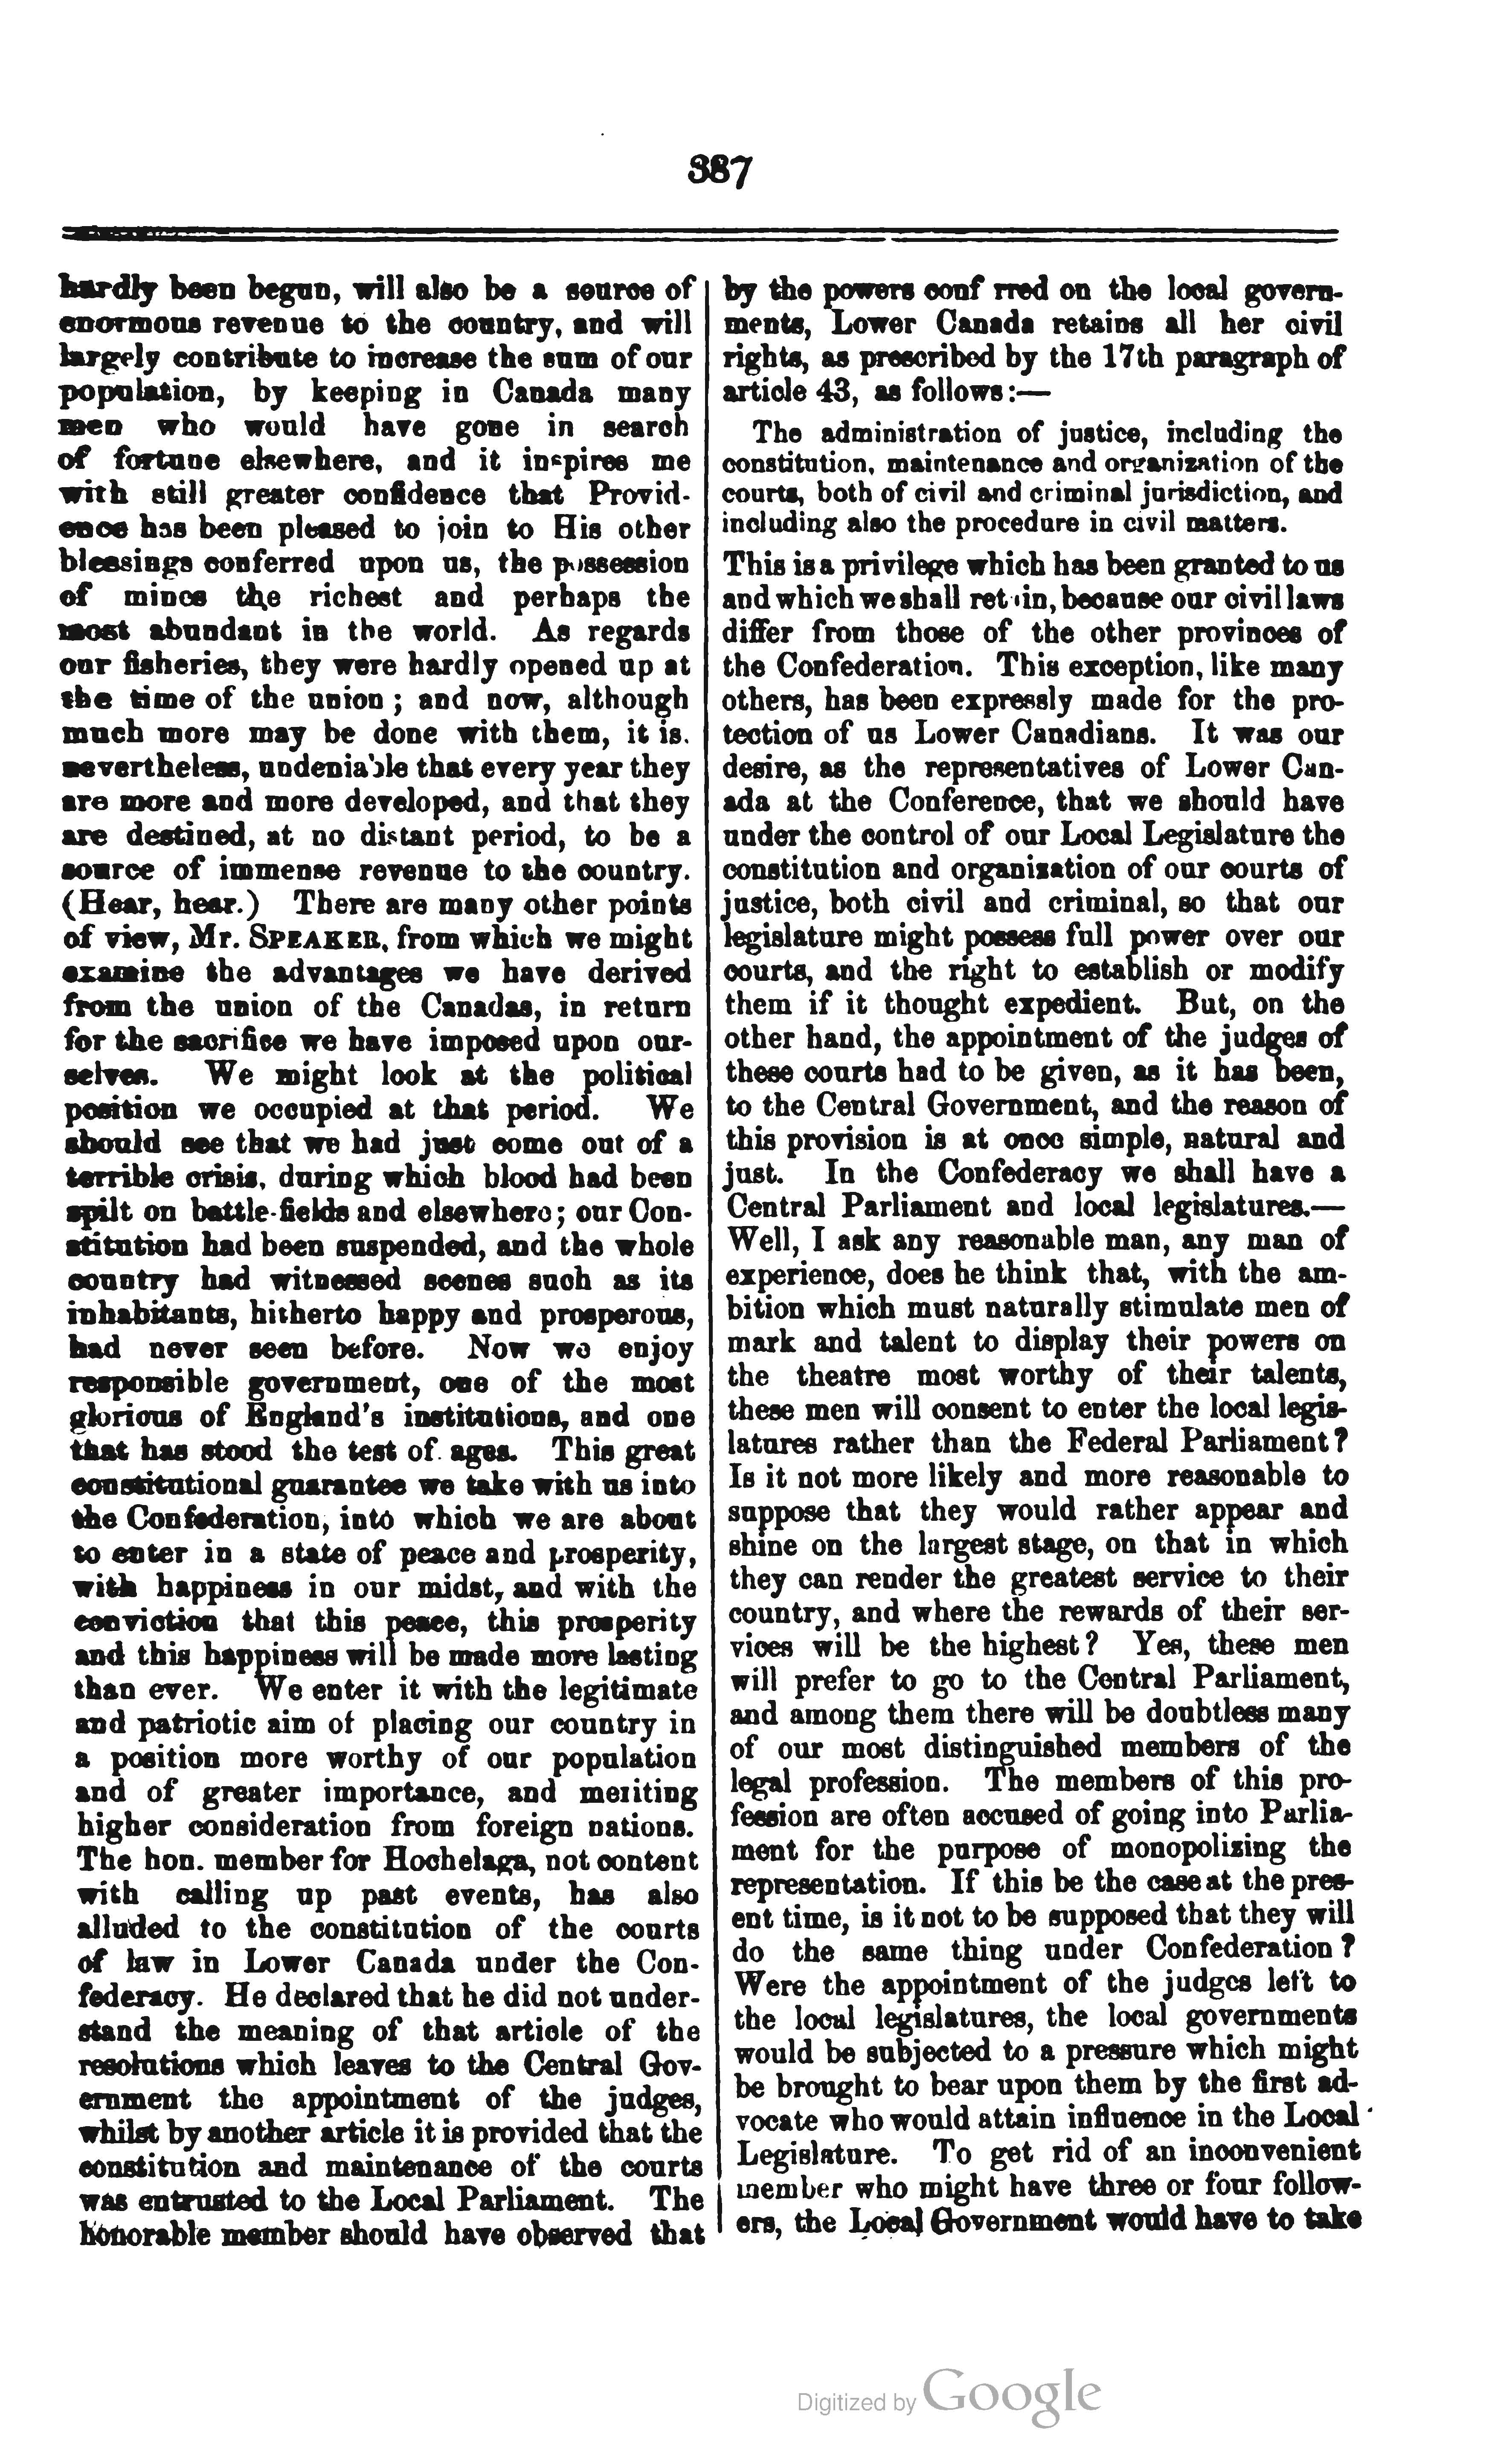 387
hardly been begun, will also be a source of
enormous revenue to the country, and will
largely contribute to increase the sum of our
population, by keeping in Canada many
men who would have gone in search
of fortune elsewhere, and it inspires me
with still greater confidence that Provid-
ence has been pleased to join to His other
blessings conferred upon us, the possession
of mines the richest and perhaps the
most abundant in the world. As regards
our fisheries, they were hardly opened up at
the time of the union ; and now, although
much more may be done with them, it is.
nevertheless, undeniable that every year they
are more and more developed, and that they
are destined, at no distant period, to be a
source of immense revenue to the country.
(Hear, hear.) There are many other points
of view, Mr. SPEAKER, from which we might
examine the advantages we have derived
from the union of the Canadas, in return
for the sacrifice we have imposed upon our-
selves. We might look at the political
position we occupied at that period. We
should see that we had just come out of a
terrible crisis, during which blood had been
spilt on battle-fields and elsewhere ; our Con-
stitution had been suspended, and the whole
country had witnessed scenes such as its
inhabitants, hitherto happy and prosperous,
had never seen before. Now we enjoy
responsible government, one of the most
glorious of England's institutions, and one
that has stood the test of ages. This great
constitutional guarantee we take with us into
the Confederation, into which we are about
to enter in a state of peace and prosperity,
with happiness in our midst, and with the
conviction that this peace, this prosperity
and this happiness will be made more lasting
than ever. We enter it with the legitimate
and patriotic aim of placing our country in
a position more worthy of our population
and of greater importance, and meriting
higher consideration from foreign nations.
The hon. member for Hochelaga, not content
with calling up past events, has also
alluded to the constitution of the courts
of law in Lower Canada under the Con-
federacy. He declared that he did not under-
stand the meaning of that article of the
resolutions which leaves to the Central Gov-
ernment the appointment of the judges,
whilst by another article it is provided that the
constitution and maintenance of the courts
was entrusted to the Local Parliament. The
honorable member should have observed that
by the powers conf rred on the local govern-
ments, Lower Canada retains all her civil
rights, as prescribed by the 17th paragraph of
article 43, as follows :—
The administration of justice, including the
constitution, maintenance and organization of the
courts, both of civil and criminal jurisdiction, and
including also the procedure in civil matters.
This is a privilege which has been granted to us
and which we shall retain, because our civil laws
differ from those of the other provinces of
the Confederation. This exception, like many
others, has been expressly made for the pro-
tection of us Lower Canadians. It was our
desire, as the representatives of Lower Can-
ada at the Conference, that we should have
under the control of our Local Legislature the
constitution and organization of our courts of
justice, both civil and criminal, so that our
legislature might possess full power over our
courts, and the right to establish or modify
them if it thought expedient. But, on the
other hand, the appointment of the judges of
these courts had to be given, as it has been,
to the Central Government, and the reason of
this provision is at once simple, natural and
just. In the Confederacy we shall have a
Central Parliament and local legislatures.—
Well, I ask any reasonable man, any man of
experience, does he think that, with the am-
bition which must naturally stimulate men of
mark and talent to display their powers on
the theatre most worthy of their talents,
these men will consent to enter the local legis-
latures rather than the Federal Parliament ?
Is it not more likely and more reasonable to
suppose that they would rather appear and
shine on the largest stage, on that in which
they can render the greatest service to their
country, and where the rewards of their ser-
vices will be the highest ? Yes, these men
will prefer to go to the Central Parliament,
and among them there will be doubtless many
of our most distinguished members of the
legal profession. The members of this pro-
fession are often accused of going into Parlia-
ment for the purpose of monopolizing the
representation. If this be the case at the pres-
ent time, is it not to be supposed that they will
do the same thing under Confederation ?
Were the appointment of the judges left to
the local legislatures, the local governments
would be subjected to a pressure which might
be brought to bear upon them by the first ad-
vocate who would attain influence in the Local
Legislature. To get rid of an inconvenient
member who might have three or four follow-
ers, the Local Government would have to take
Digitized by Google